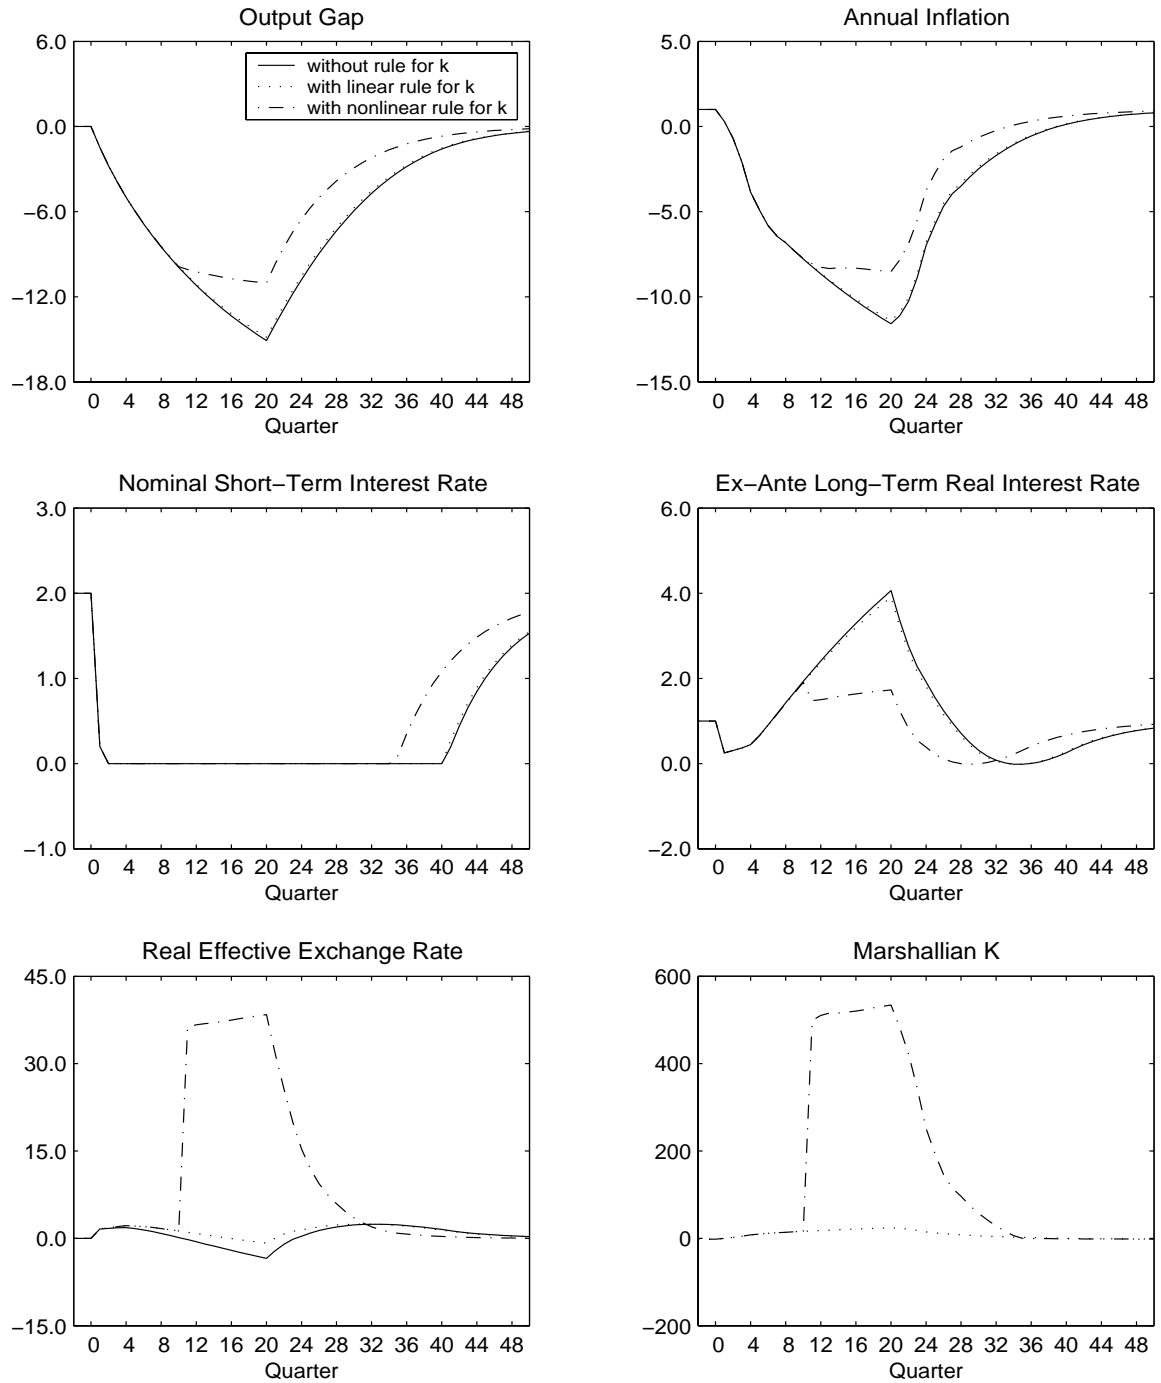 Output Gap
6.0
0.0
−6.0
−12.0
−18.0
without rule for k
with linear rule for k
with nonlinear rule for k
0 4 8 12 16 20 24 28 32 36 40 44 48
Quarter
Annual Inflation
5.0
0.0
−5.0
−10.0
−15.0
0 4 8 12 16 20 24 28 32 36 40 44 48
Quarter
Nominal Short−Term Interest Rate
3.0
2.0
1.0
0.0
−1.0
0 4 8 12 16 20 24 28 32 36 40 44 48
Quarter
Ex−Ante Long−Term Real Interest Rate
6.0
4.0
2.0
0.0
−2.0
0 4 8 12 16 20 24 28 32 36 40 44 48
Quarter
Real Effective Exchange Rate
45.0
30.0
15.0
0.0
−15.0
0 4 8 12 16 20 24 28 32 36 40 44 48
Quarter
Marshallian K
600
400
200
0
−200
0 4 8 12 16 20 24 28 32 36 40 44 48
Quarter